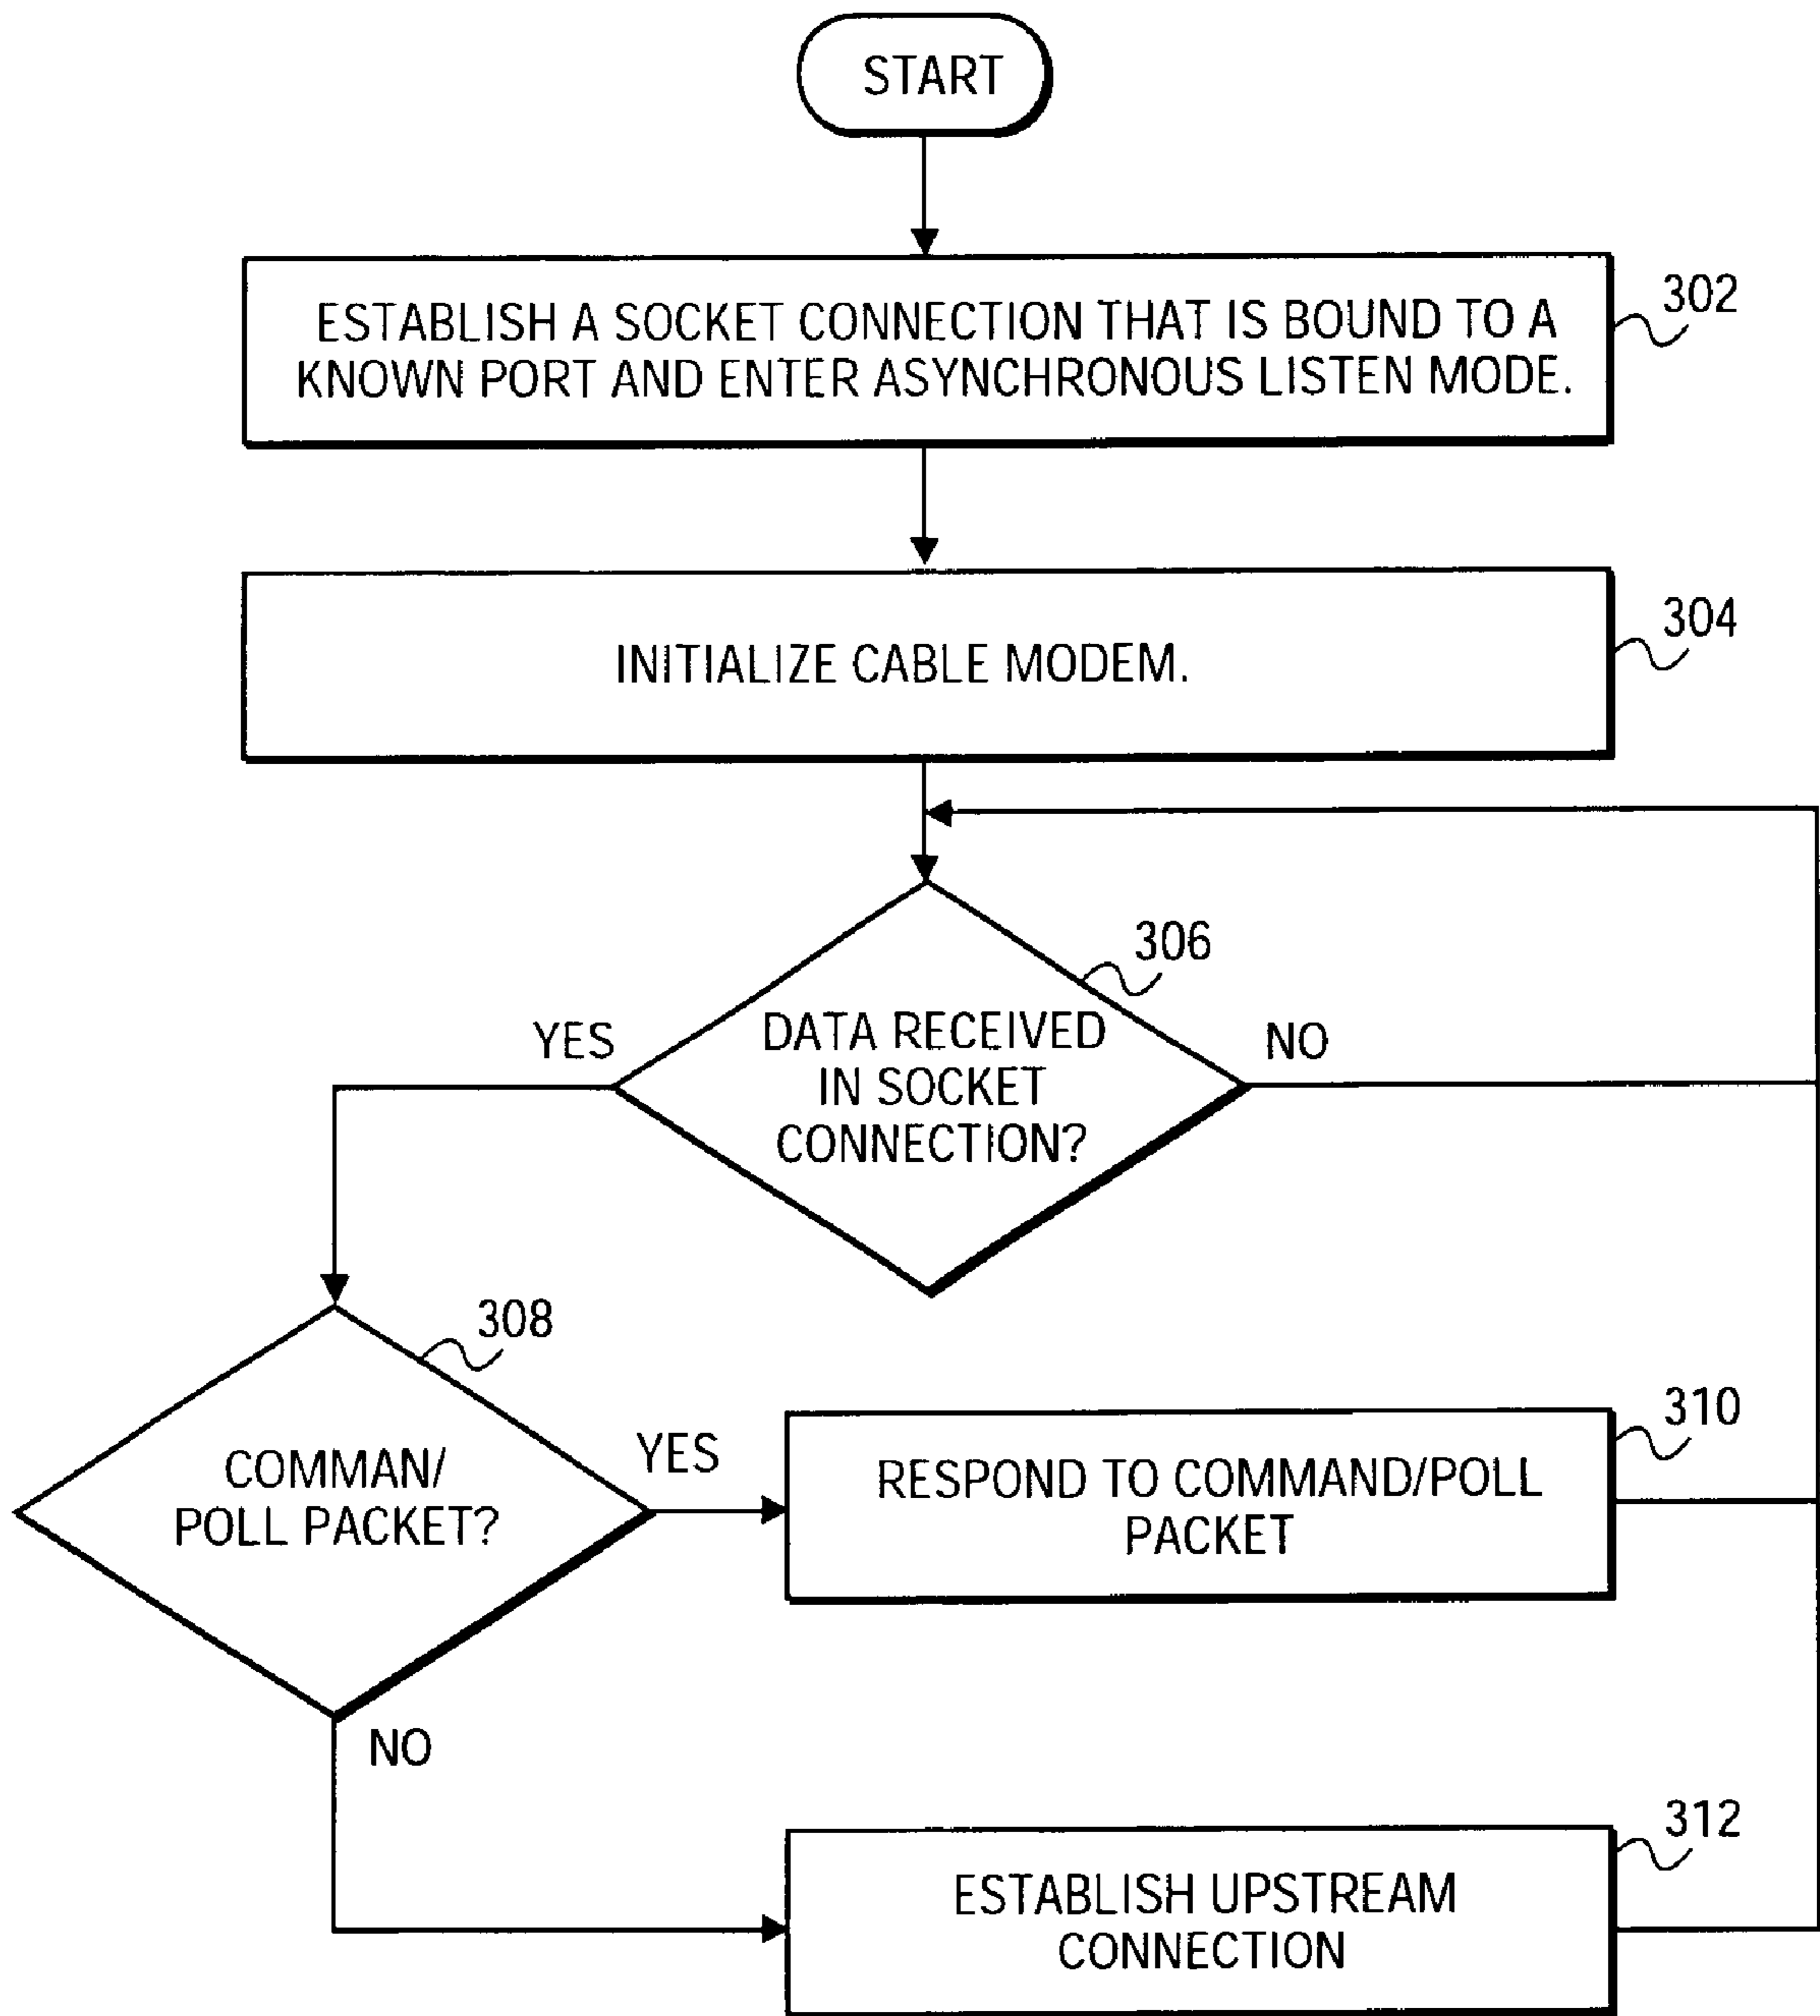 START
ESTABLISH A SOCKET CONNECTION THAT IS BOUND TO A
KNOWN PORT AND ENTER ASYNCHRONOUS LISTEN MODE.
302
INITIALIZE CABLE MODEM.
304
306
DATA RECEIVED
IN SOCKET
CONNECTION?
YES
NO
308
COMMAN/
POLL PACKET?
YES
NO
310
RESPOND TO COMMAND/POLL
PACKET
312
ESTABLISH UPSTREAM
CONNECTION